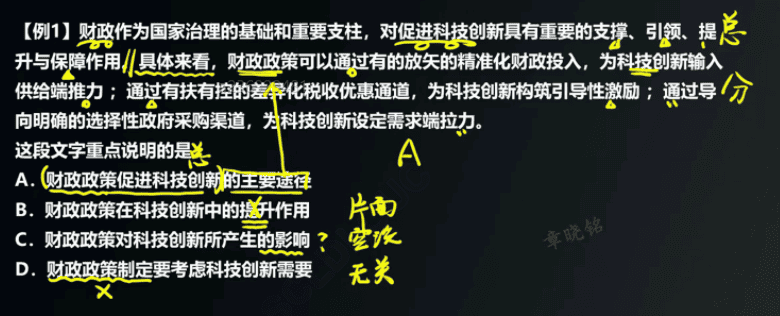 【例1】财政作为国家治理的基础和重要支柱，对促进科技创新具有重要的支撑、引领、提 总
升与保障作用。//具体来看，财政政策可以通过有的放矢的精准化财政投入，为科技创新输入
供给端推力；通过有扶有控的差异化税收优惠通道，为科技创新构筑引导性激励；通过导 分
向明确的选择性政府采购渠道，为科技创新设定需求端拉力。
这段文字重点说明的是 总 A
A. (财政政策促进科技创新)的主要途径
B. 财政政策在科技创新中的提升作用 片面
C. 财政政策对科技创新所产生的影响 ? 空泛
D. 财政政策制定要考虑科技创新需要 无关
章晓铭